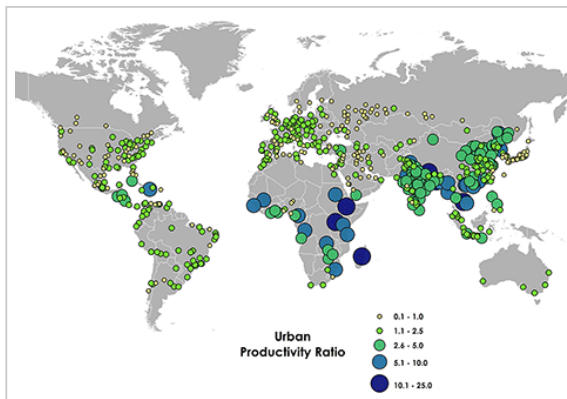 Urban
Productivity Ratio
0.1 - 1.0
1.1 - 2.5
2.6 - 5.0
5.1 - 10.0
10.1 - 25.0